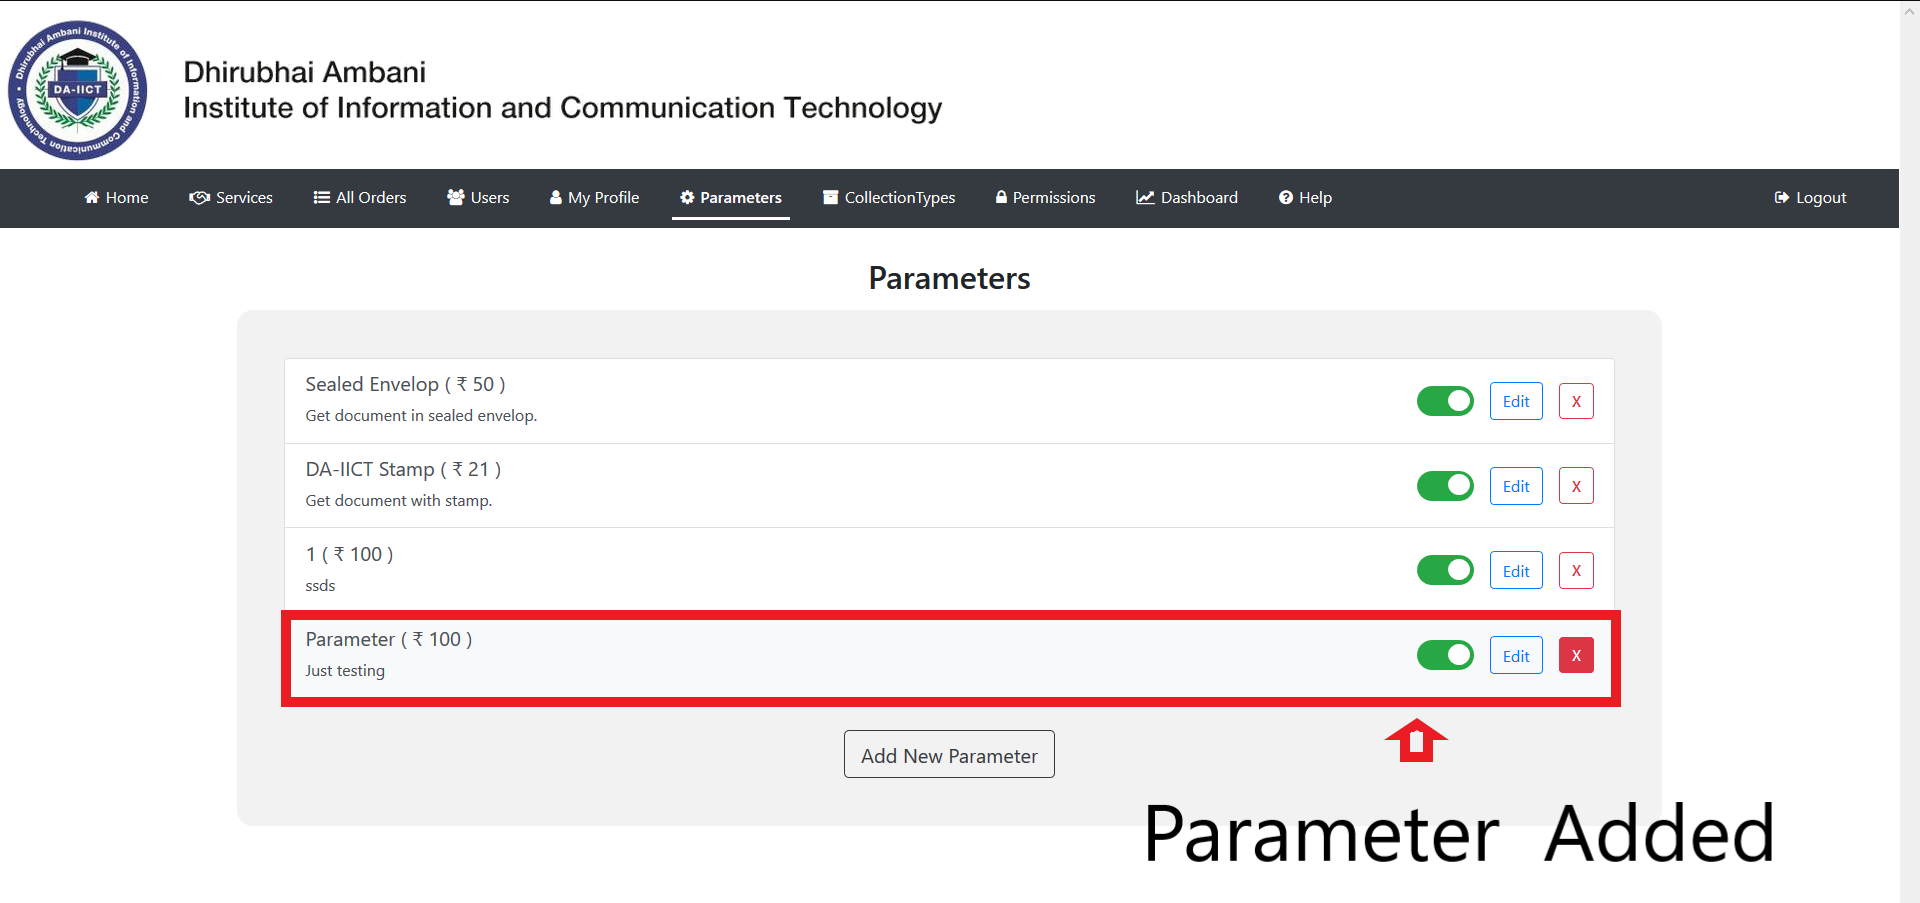 Dhirubhai Ambani Institute of Information and Communication Technology
DA-IICT
Dhirubhai Ambani
Institute of Information and Communication Technology
Home Services All Orders Users My Profile Parameters CollectionTypes Permissions Dashboard Help Logout
Parameters
Sealed Envelop ( ₹ 50 )
Get document in sealed envelop.
Edit X
DA-IICT Stamp ( ₹ 21 )
Get document with stamp.
Edit X
1 ( ₹ 100 )
ssds
Edit X
Parameter ( ₹ 100 )
Just testing
Edit X
Add New Parameter
Parameter Added